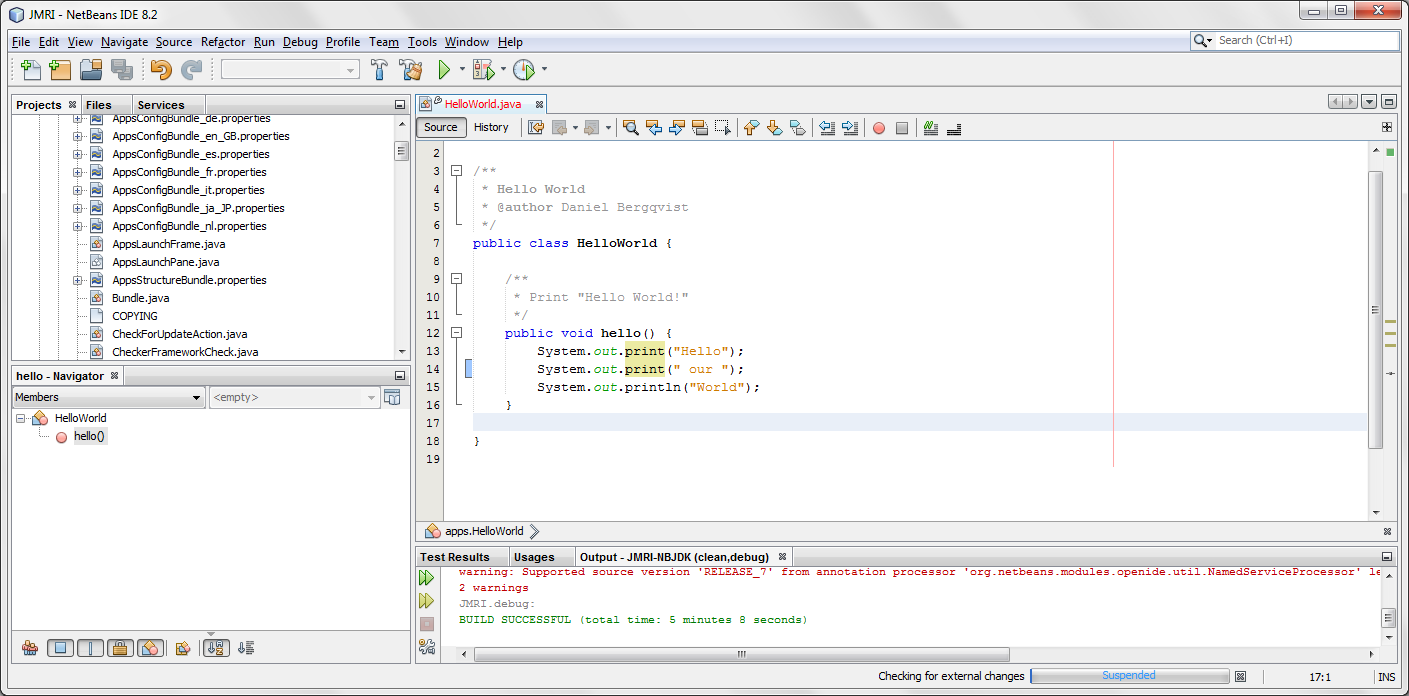 JMRI - NetBeans IDE 8.2
File Edit View Navigate Source Refactor Run Debug Profile Team Tools Window Help
Search (Ctrl+I)
Projects Files Services
AppsConfigBundle_de.properties
AppsConfigBundle_en_GB.properties
AppsConfigBundle_es.properties
AppsConfigBundle_fr.properties
AppsConfigBundle_it.properties
AppsConfigBundle_ja_JP.properties
AppsConfigBundle_nl.properties
AppsLaunchFrame.java
AppsLaunchPane.java
AppsStructureBundle.properties
Bundle.java
COPYING
CheckForUpdateAction.java
CheckerFrameworkCheck.java
hello - Navigator
Members <empty>
HelloWorld
hello()
HelloWorld.java
Source History
2
3 /**
4 * Hello World
5 * @author Daniel Bergqvist
6 */
7 public class HelloWorld {
8
9 /**
10 * Print "Hello World!"
11 */
12 public void hello() {
13 System.out.print("Hello");
14 System.out.print(" our ");
15 System.out.println("World");
16 }
17
18 }
19
apps.HelloWorld
Test Results Usages Output - JMRI-NBJDK (clean,debug)
warning: Supported source version 'RELEASE_7' from annotation processor 'org.netbeans.modules.openide.util.NamedServiceProcessor' le
2 warnings
JMRI.debug:
BUILD SUCCESSFUL (total time: 5 minutes 8 seconds)
Checking for external changes Suspended 17:1 INS